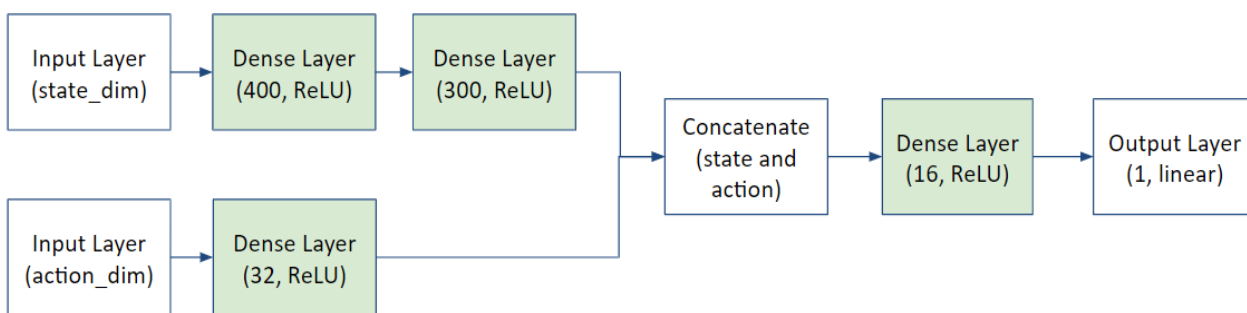 Input Layer
(state_dim)
Dense Layer
(400, ReLU)
Dense Layer
(300, ReLU)
Concatenate
(state and
action)
Dense Layer
(16, ReLU)
Output Layer
(1, linear)
Input Layer
(action_dim)
Dense Layer
(32, ReLU)